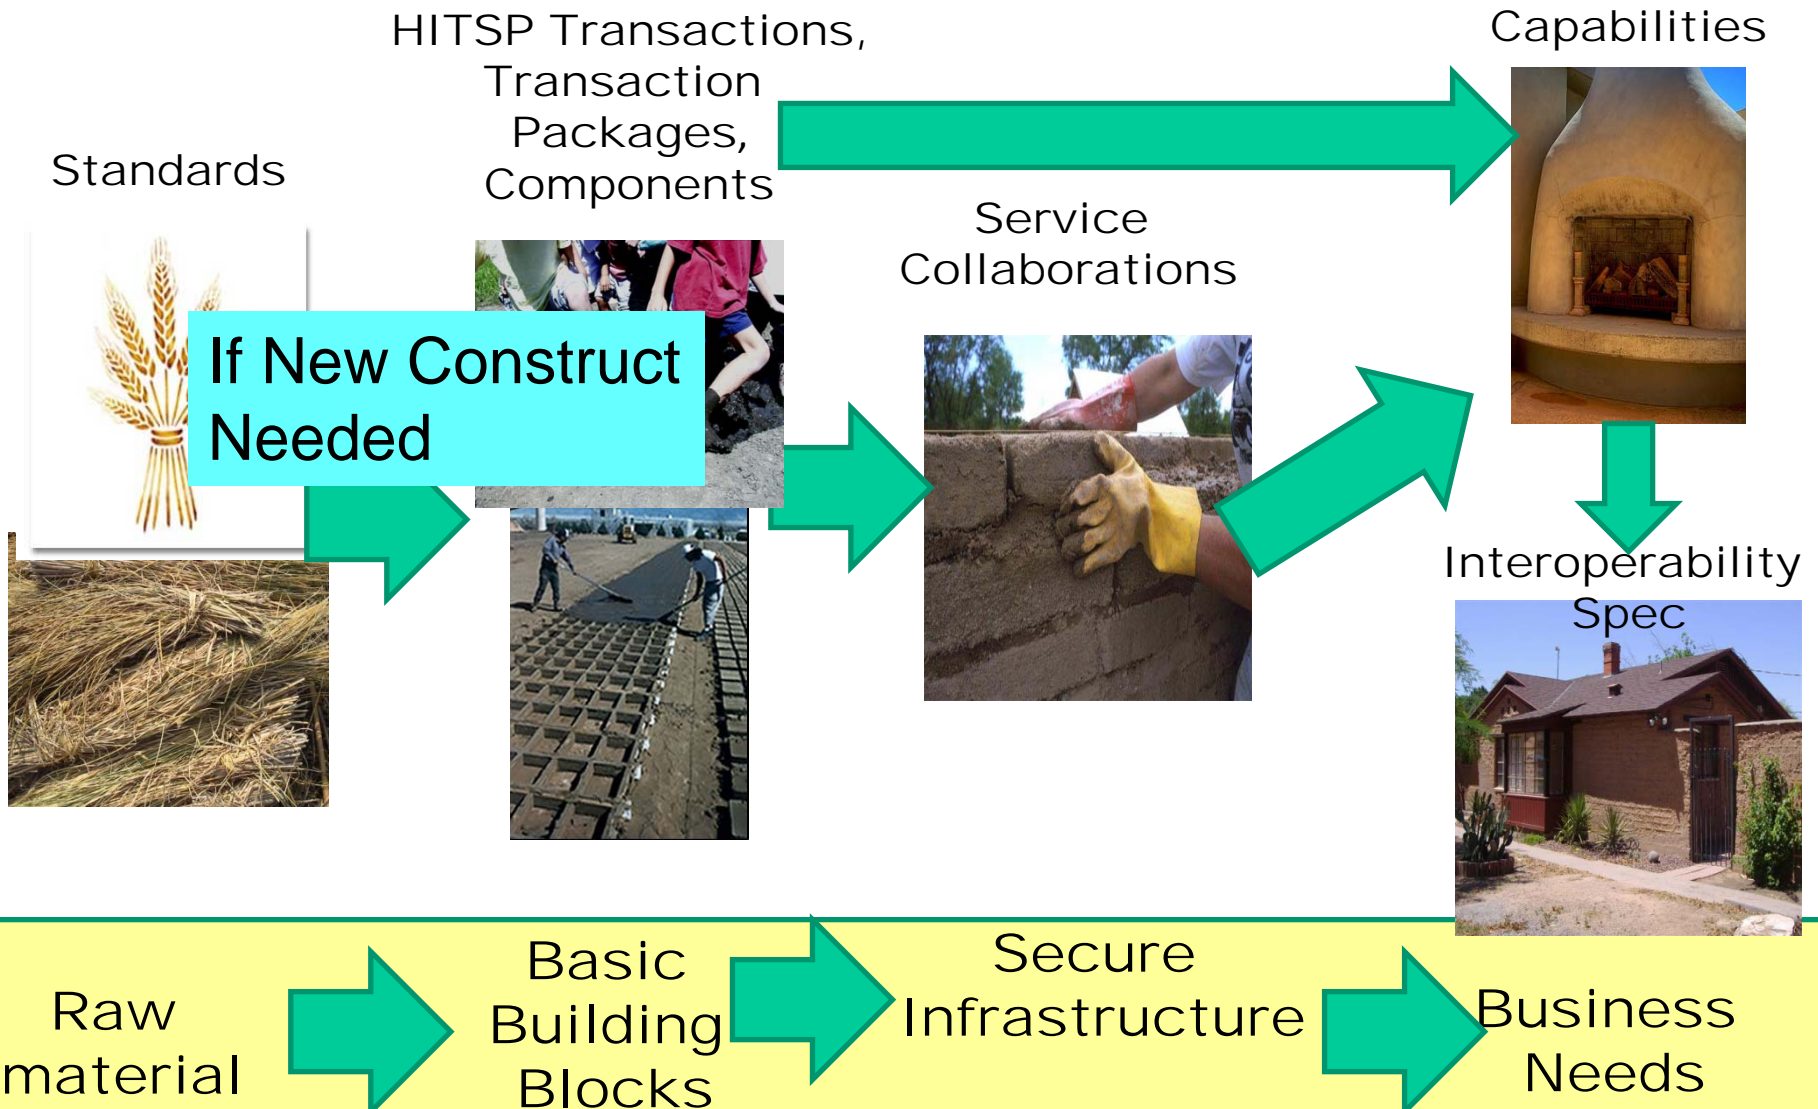 HITSP Transactions,
Transaction
Packages,
Components
Capabilities
Standards
Service
Collaborations
If New Construct
Needed
Interoperability
Spec
Raw
material
Basic
Building
Blocks
Secure
Infrastructure
Business
Needs